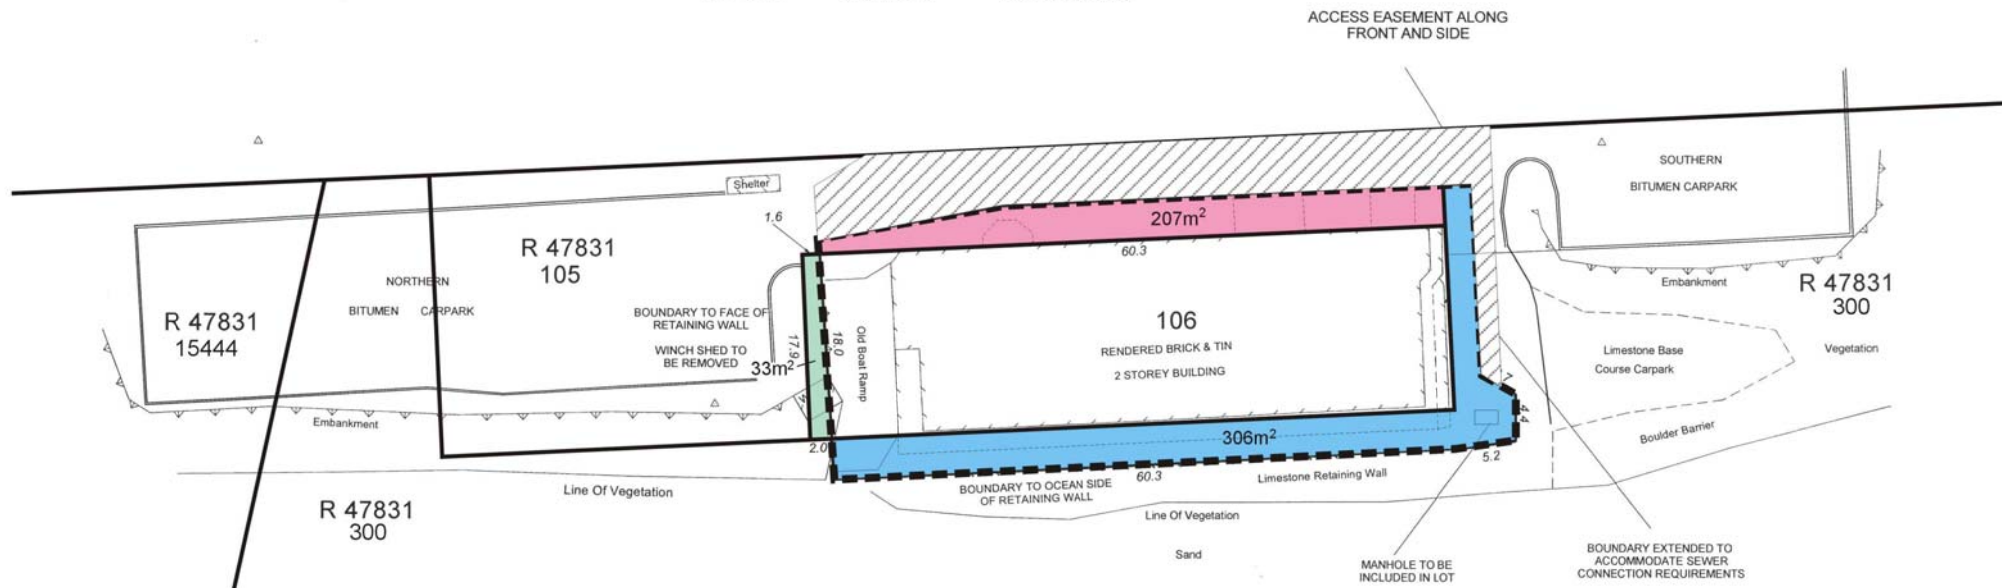 ACCESS EASEMENT ALONG
FRONT AND SIDE
Shelter
SOUTHERN
BITUMEN CARPARK
1.6
207m²
60.3
R 47831
105
NORTHERN
BITUMEN CARPARK
R 47831
15444
BOUNDARY TO FACE OF
RETAINING WALL
WINCH SHED TO
BE REMOVED
33m²
17.9
18.0
Old Boat Ramp
106
RENDERED BRICK & TIN
2 STOREY BUILDING
Embankment
R 47831
300
Limestone Base
Course Carpark
Vegetation
Embankment
2.0
306m²
4.4
5.2
Boulder Barrier
Line Of Vegetation
R 47831
300
BOUNDARY TO OCEAN SIDE
OF RETAINING WALL
60.3
Limestone Retaining Wall
Line Of Vegetation
Sand
MANHOLE TO BE
INCLUDED IN LOT
BOUNDARY EXTENDED TO
ACCOMMODATE SEWER
CONNECTION REQUIREMENTS